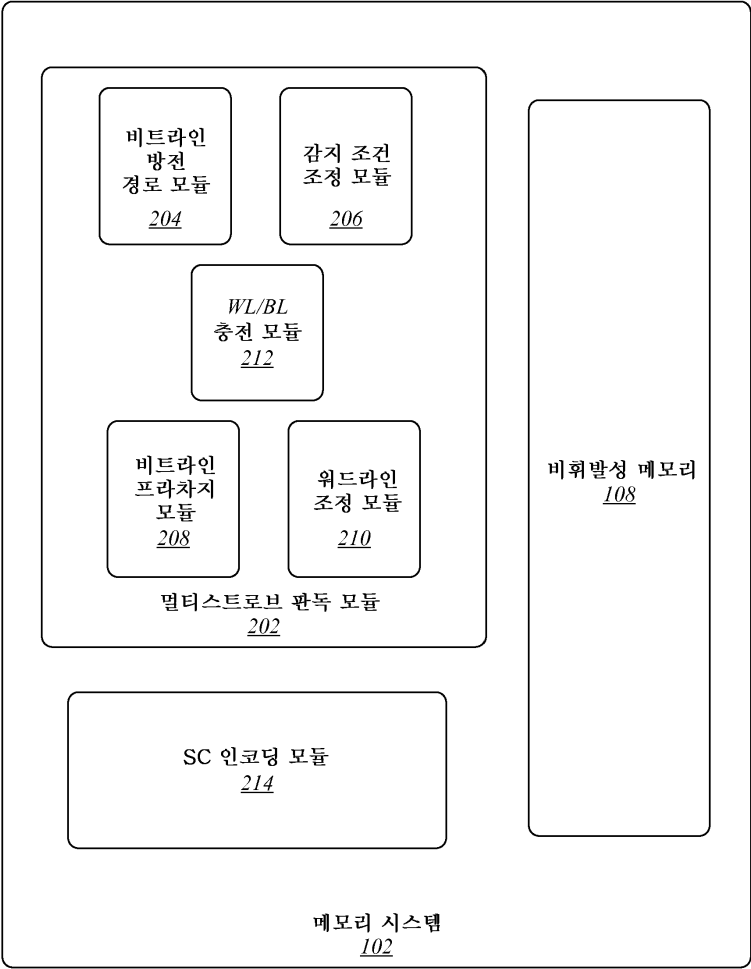 비트라인
방전
경로 모듈
204
감지 조건
조정 모듈
206
WL/BL
충전 모듈
212
비트라인
프라차지
모듈
208
워드라인
조정 모듈
210
멀티스트로브 판독 모듈
202
비휘발성 메모리
108
SC 인코딩 모듈
214
메모리 시스템
102